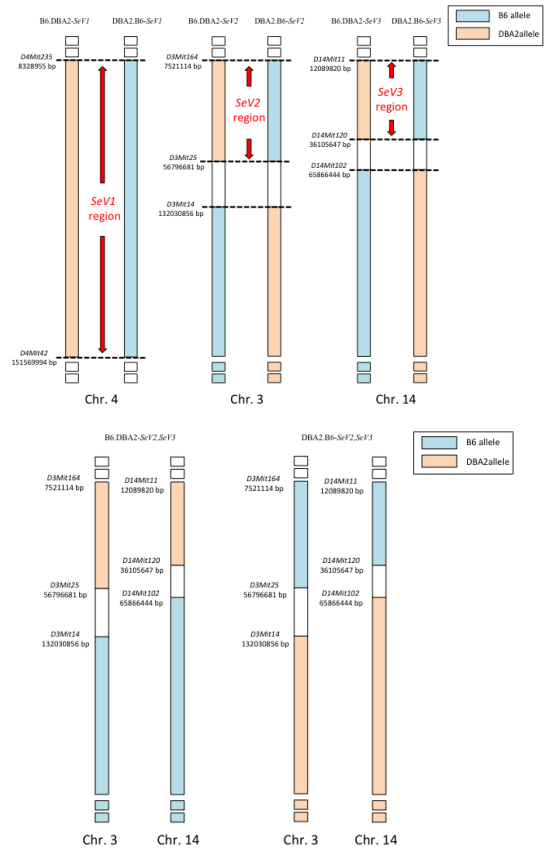 B6.DBA2-SeV1 DBA2.B6-SeV1
B6.DBA2-SeV2 DBA2.B6-SeV2
B6.DBA2-SeV3 DBA2.B6-SeV3
B6 allele
DBA2allele
D4Mit235
8328955 bp
SeV1
region
D4Mit42
151569994 bp
Chr. 4
D3Mit164
7521114 bp
SeV2
region
D3Mit25
56796681 bp
D3Mit14
132030856 bp
Chr. 3
D14Mit11
12089820 bp
SeV3
region
D14Mit120
36105647 bp
D14Mit102
65866444 bp
Chr. 14
B6.DBA2-SeV2,SeV3
DBA2.B6-SeV2,SeV3
B6 allele
DBA2allele
D3Mit164
7521114 bp
D3Mit25
56796681 bp
D3Mit14
132030856 bp
Chr. 3
D14Mit11
12089820 bp
D14Mit120
36105647 bp
D14Mit102
65866444 bp
Chr. 14
D3Mit164
7521114 bp
D3Mit25
56796681 bp
D3Mit14
132030856 bp
Chr. 3
D14Mit11
12089820 bp
D14Mit120
36105647 bp
D14Mit102
65866444 bp
Chr. 14